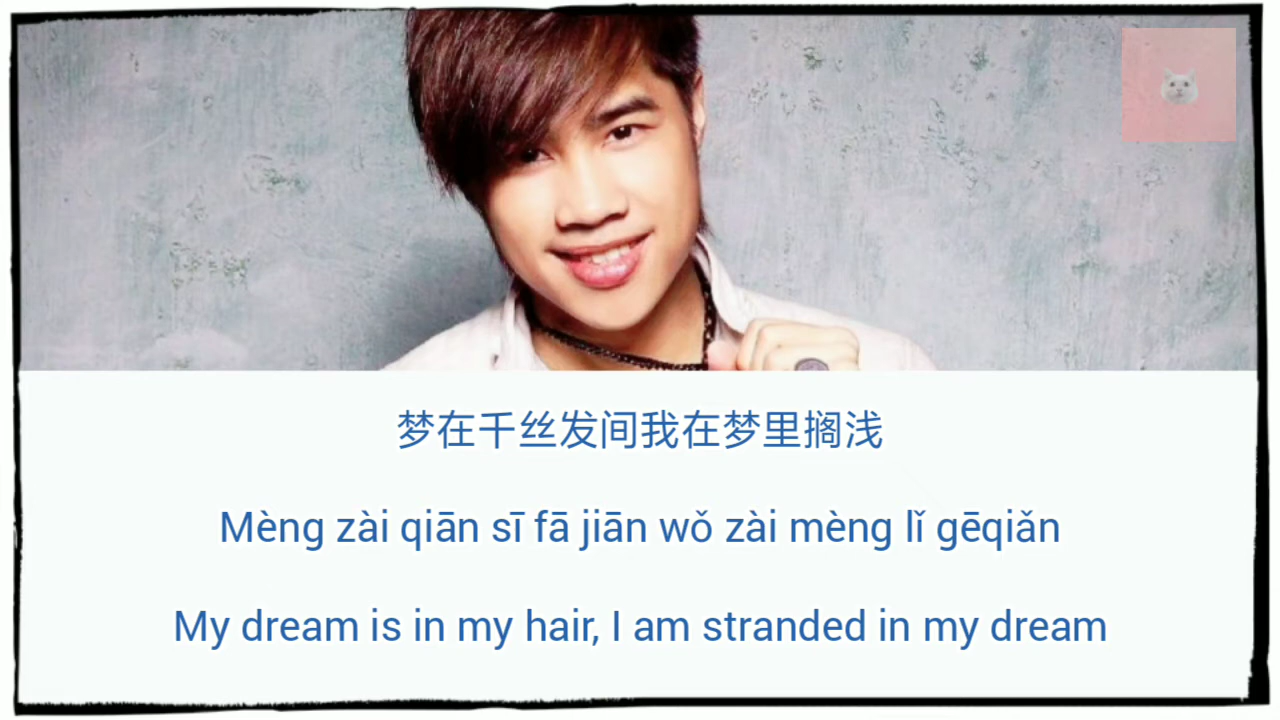 梦在千丝发间我在梦里搁浅
Mèng zài qiān sī fā jiān wǒ zài mèng lǐ gēqiǎn
My dream is in my hair, I am stranded in my dream